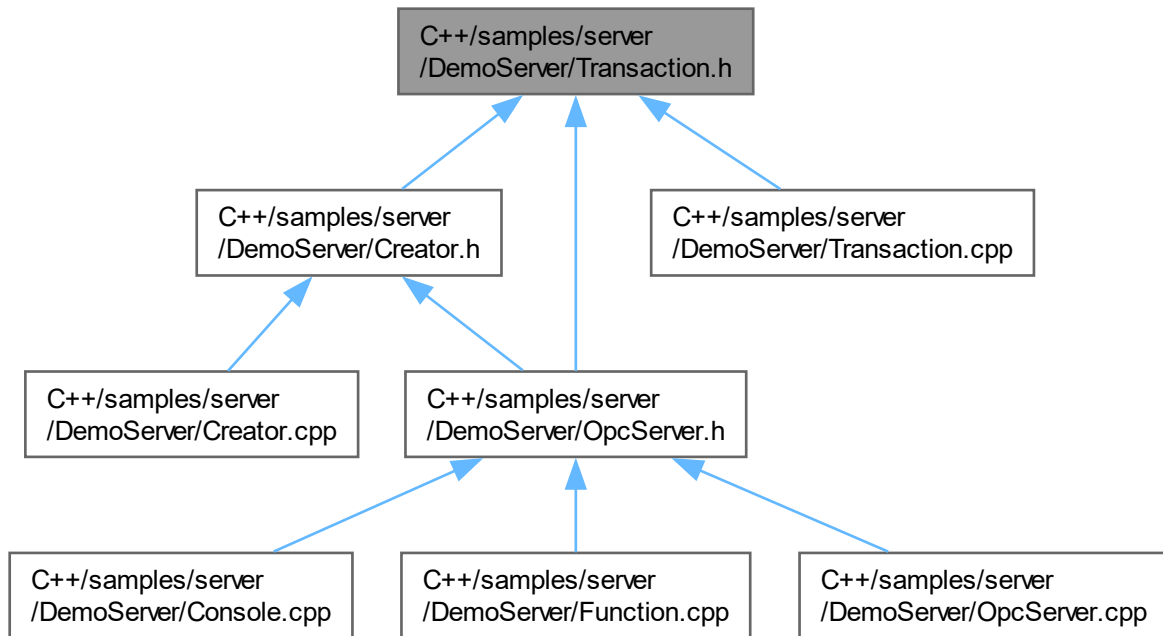 C++/samples/server
/DemoServer/Transaction.h
C++/samples/server
/DemoServer/Creator.h
C++/samples/server
/DemoServer/Transaction.cpp
C++/samples/server
/DemoServer/Creator.cpp
C++/samples/server
/DemoServer/OpcServer.h
C++/samples/server
/DemoServer/Console.cpp
C++/samples/server
/DemoServer/Function.cpp
C++/samples/server
/DemoServer/OpcServer.cpp